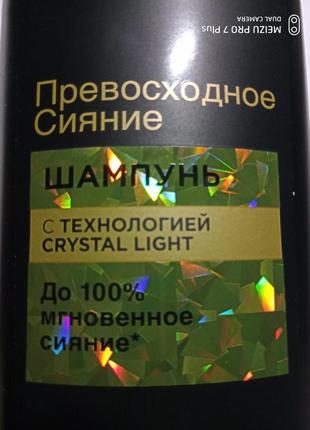 MEIZU PRO 7 Plus
DUAL CAMERA
Превосходное
Сияние
ШАМПУНЬ
С ТЕХНОЛОГИЕЙ
CRYSTAL LIGHT
До 100%
мгновенное
сияние*